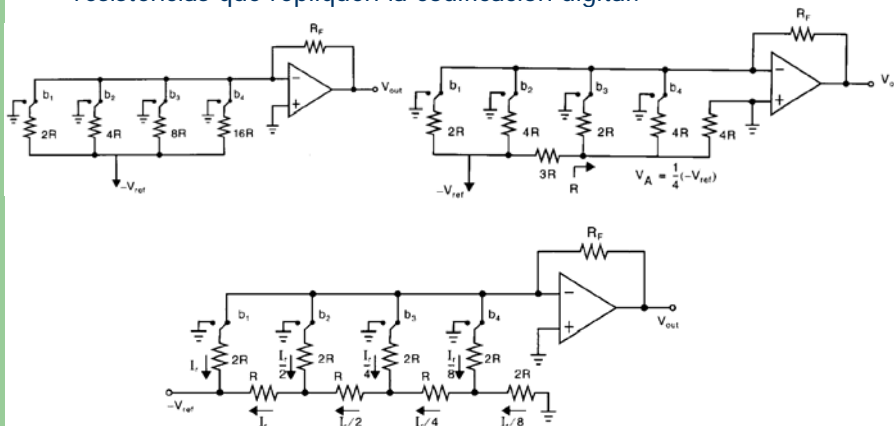 resistencias que repliquen la codificación digital.
R_F
b₁ b₂ b₃ b₄
V_out
2R 4R 8R 16R
-V_ref
R_F
b₁ b₂ b₃ b₄
V_o
2R 4R 2R 4R 4R
3R
R
-V_ref
V_A = 1/4(-V_ref)
R_F
b₁ b₂ b₃ b₄
V_out
I_r I_r/2 I_r/4 I_r/8
2R 2R 2R 2R 2R
R R R
-V_ref
I_r I_r/2 I_r/4 I_r/8